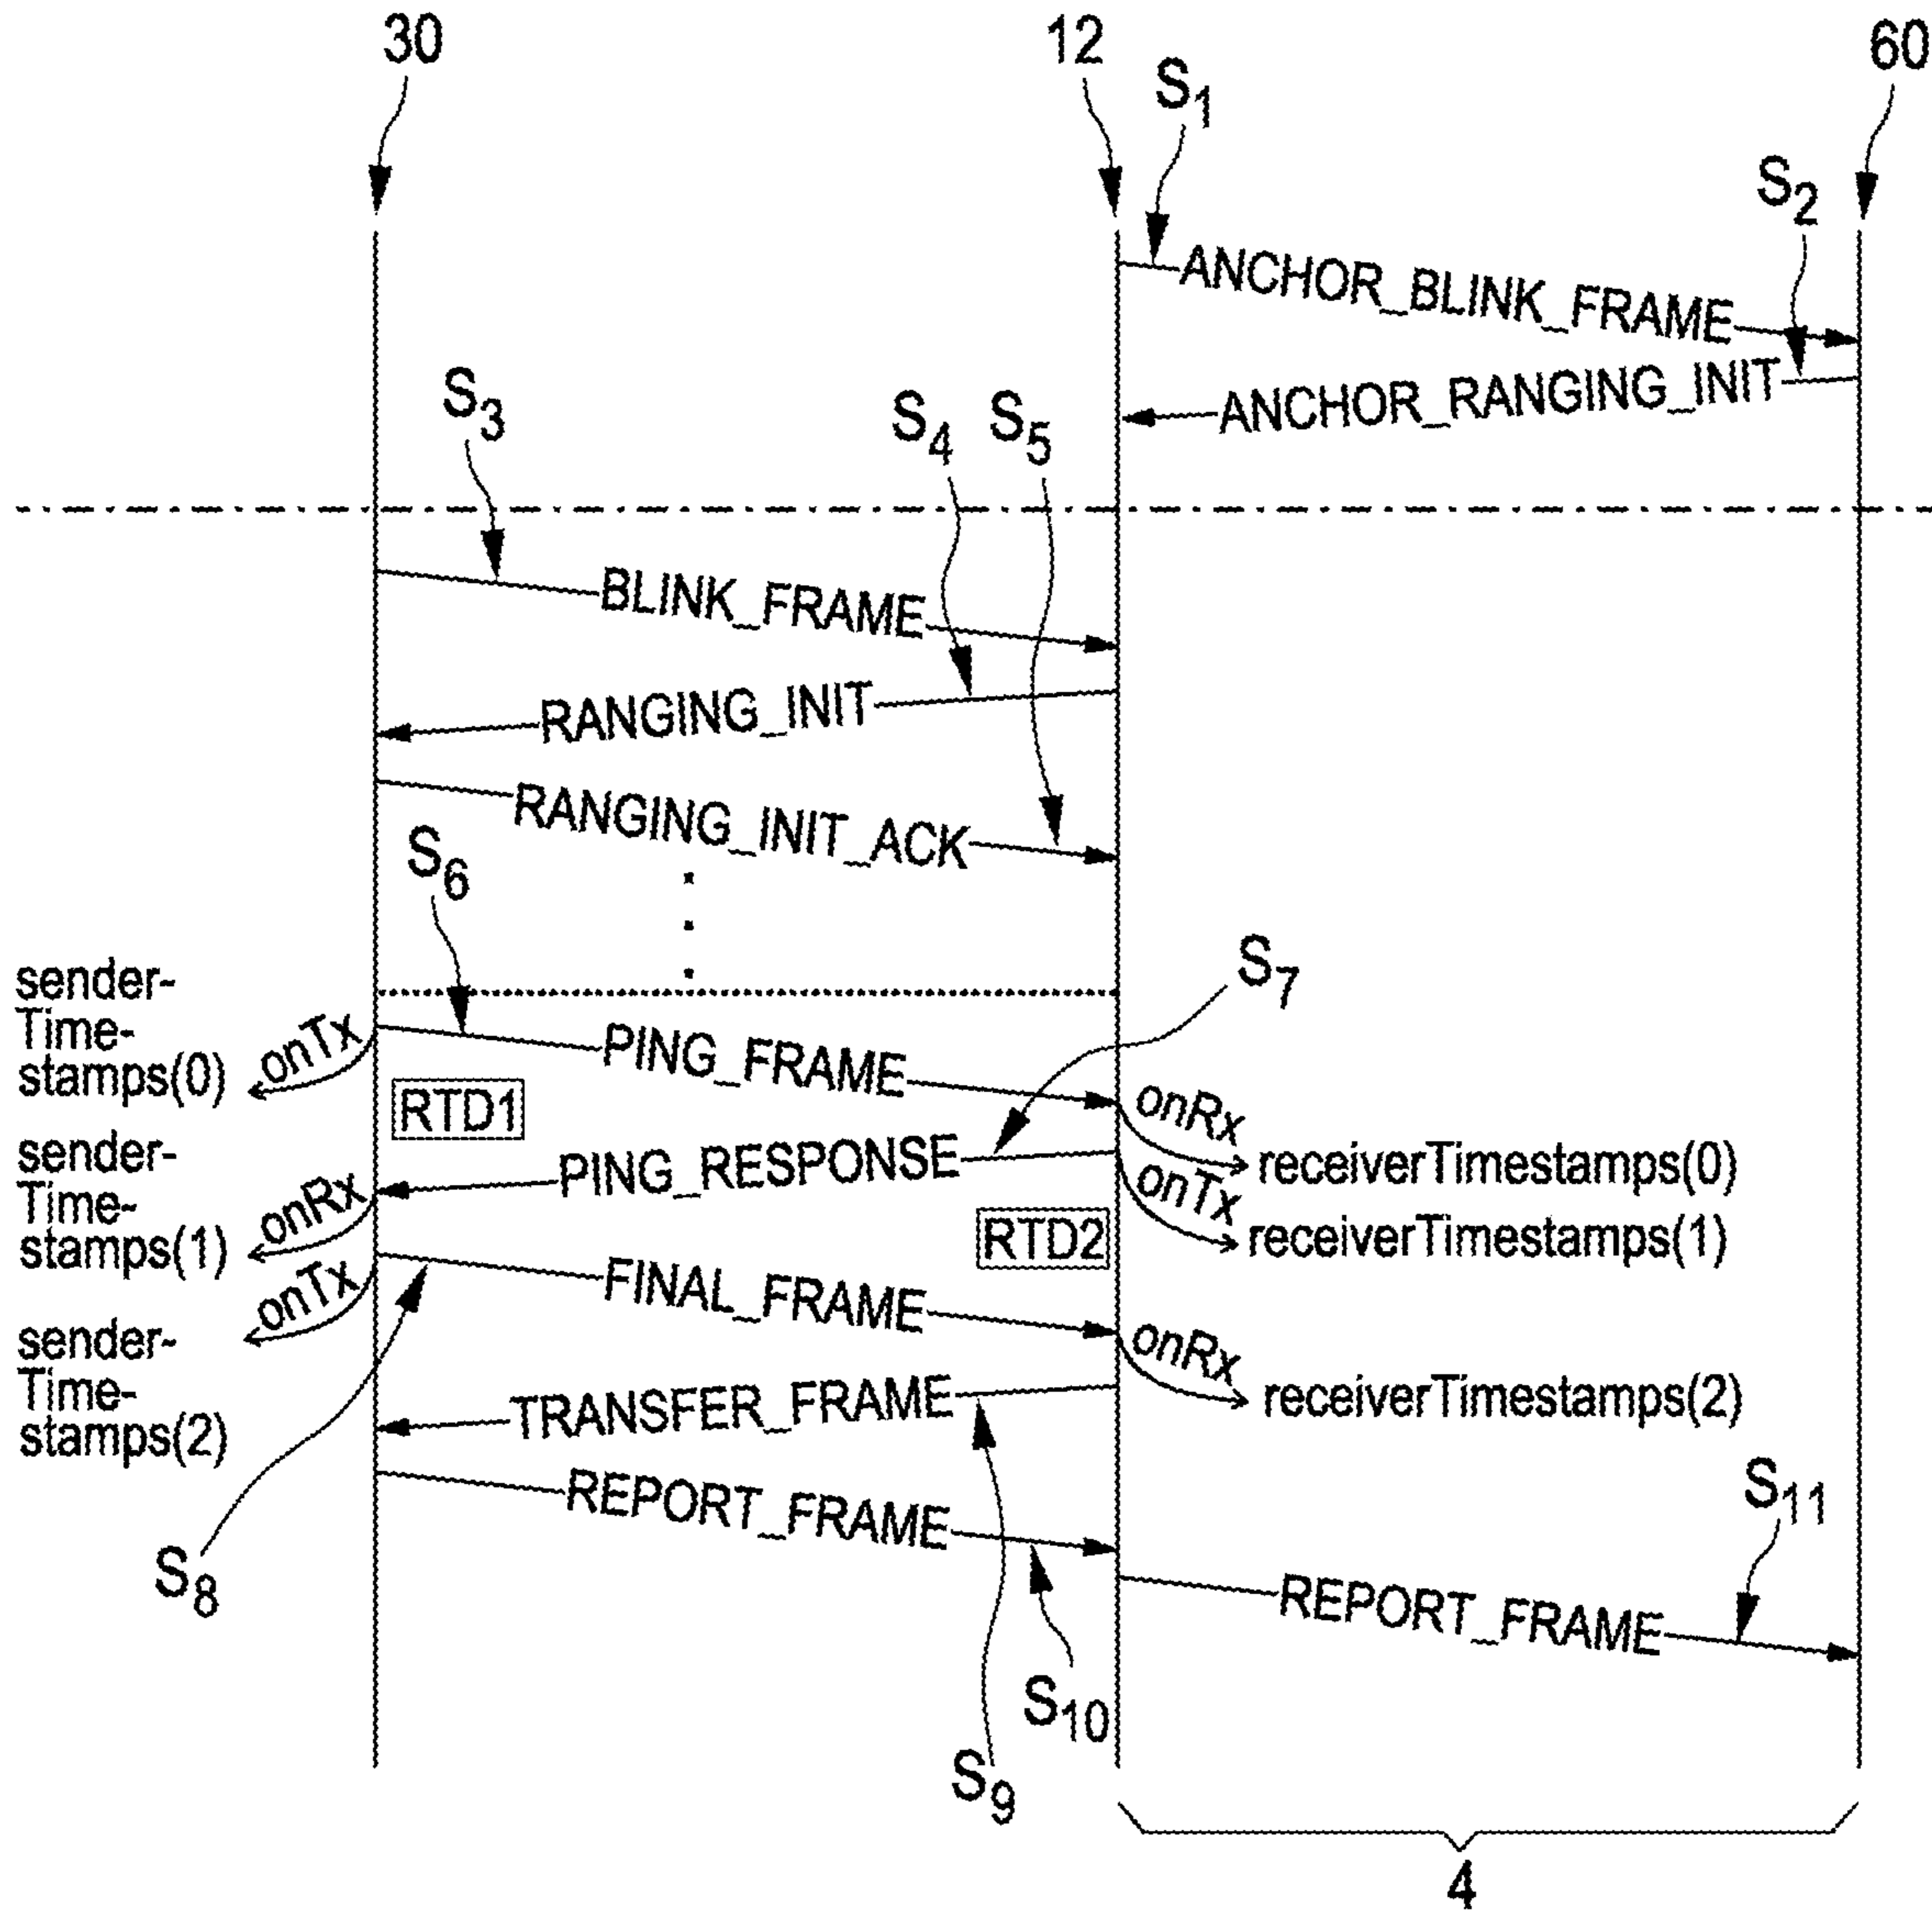 30
12
60
S1
S2
ANCHOR_BLINK_FRAME
ANCHOR_RANGING_INIT
S3
S4
S5
BLINK_FRAME
RANGING_INIT
RANGING_INIT_ACK
S6
S7
sender-
Time-
stamps(0)
onTx
PING_FRAME
RTD1
onRx
receiverTimestamps(0)
sender-
Time-
stamps(1)
onRx
PING_RESPONSE
onTx
receiverTimestamps(1)
RTD2
onTx
FINAL_FRAME
sender-
Time-
stamps(2)
onRx
receiverTimestamps(2)
TRANSFER_FRAME
REPORT_FRAME
S11
S8
REPORT_FRAME
S10
S9
4